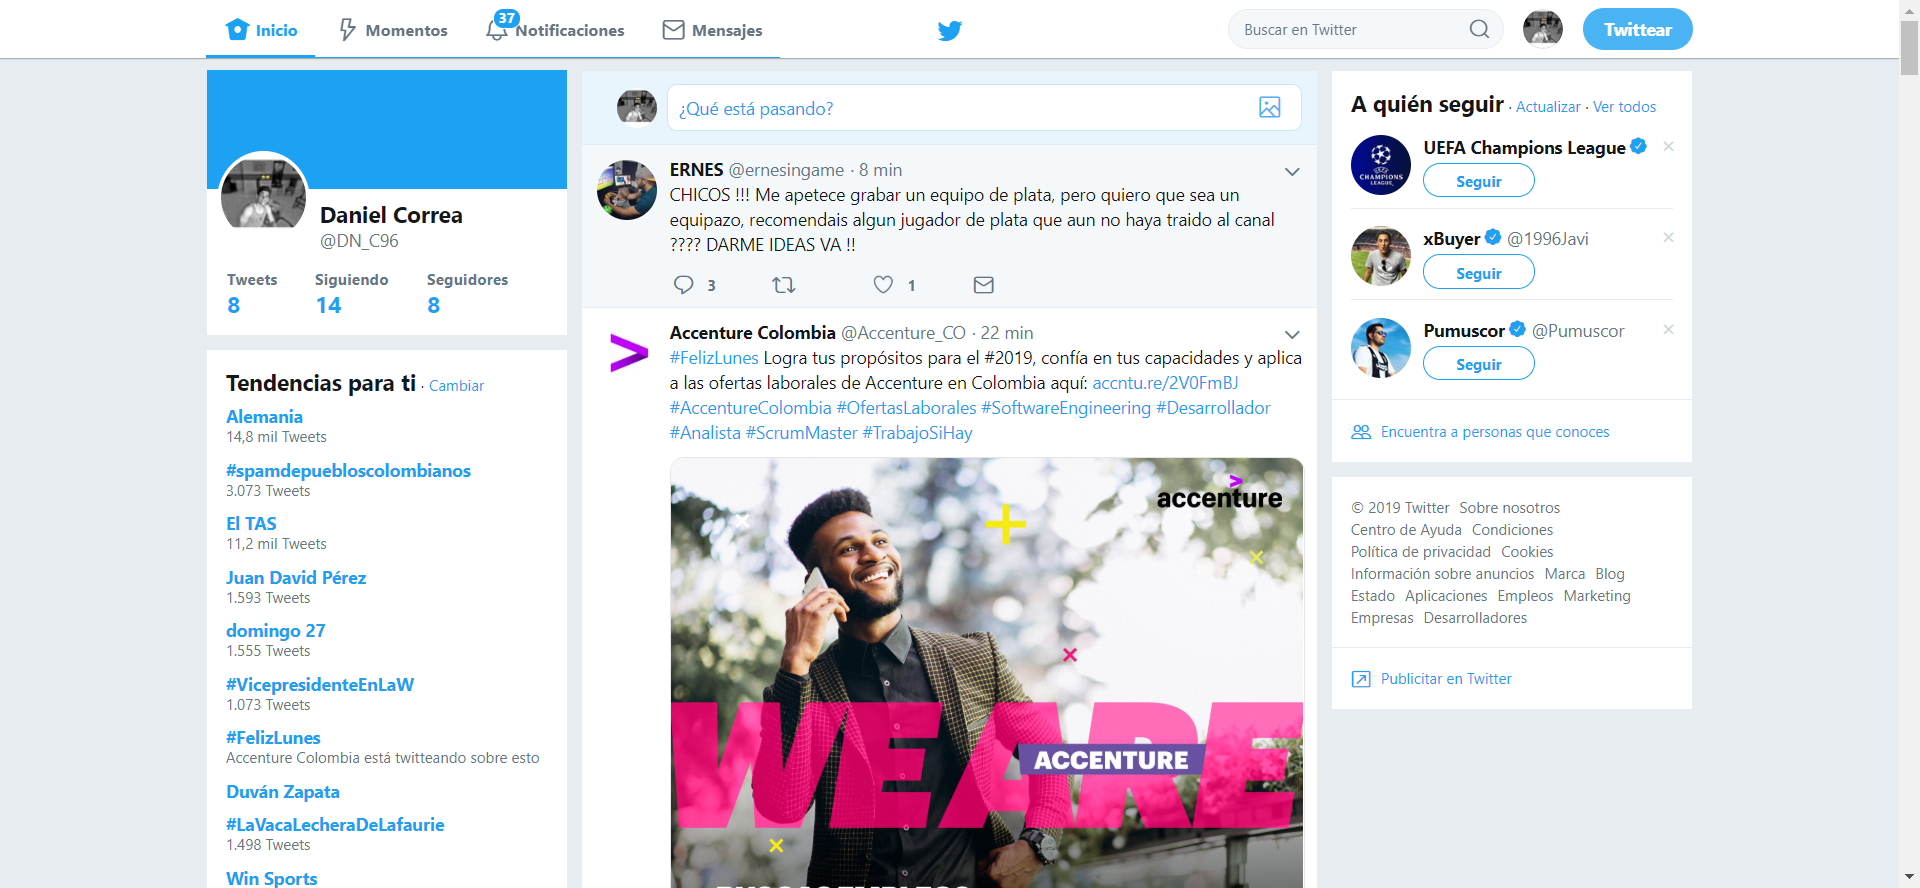 Inicio
Momentos
37
Notificaciones
Mensajes
Buscar en Twitter
Twittear
Daniel Correa
@DN_C96
Tweets Siguiendo Seguidores
8 14 8
Tendencias para ti · Cambiar
Alemania
14,8 mil Tweets
#spamdepuebloscolombianos
3.073 Tweets
El TAS
11,2 mil Tweets
Juan David Pérez
1.593 Tweets
domingo 27
1.555 Tweets
#VicepresidenteEnLaW
1.073 Tweets
#FelizLunes
Accenture Colombia está twitteando sobre esto
Duván Zapata
#LaVacaLecheraDeLafaurie
1.498 Tweets
Win Sports
¿Qué está pasando?
ERNES @ernesingame · 8 min
CHICOS !!! Me apetece grabar un equipo de plata, pero quiero que sea un
equipazo, recomendais algun jugador de plata que aun no haya traido al canal
???? DARME IDEAS VA !!
3 1
Accenture Colombia @Accenture_CO · 22 min
#FelizLunes Logra tus propósitos para el #2019, confía en tus capacidades y aplica
a las ofertas laborales de Accenture en Colombia aquí: accntu.re/2V0FmBJ
#AccentureColombia #OfertasLaborales #SoftwareEngineering #Desarrollador
#Analista #ScrumMaster #TrabajoSiHay
accenture
WE ARE
ACCENTURE
A quién seguir · Actualizar · Ver todos
CHAMPIONS
LEAGUE
UEFA Champions League
Seguir
xBuyer @1996Javi
Seguir
Pumuscor @Pumuscor
Seguir
Encuentra a personas que conoces
© 2019 Twitter Sobre nosotros
Centro de Ayuda Condiciones
Política de privacidad Cookies
Información sobre anuncios Marca Blog
Estado Aplicaciones Empleos Marketing
Empresas Desarrolladores
Publicitar en Twitter